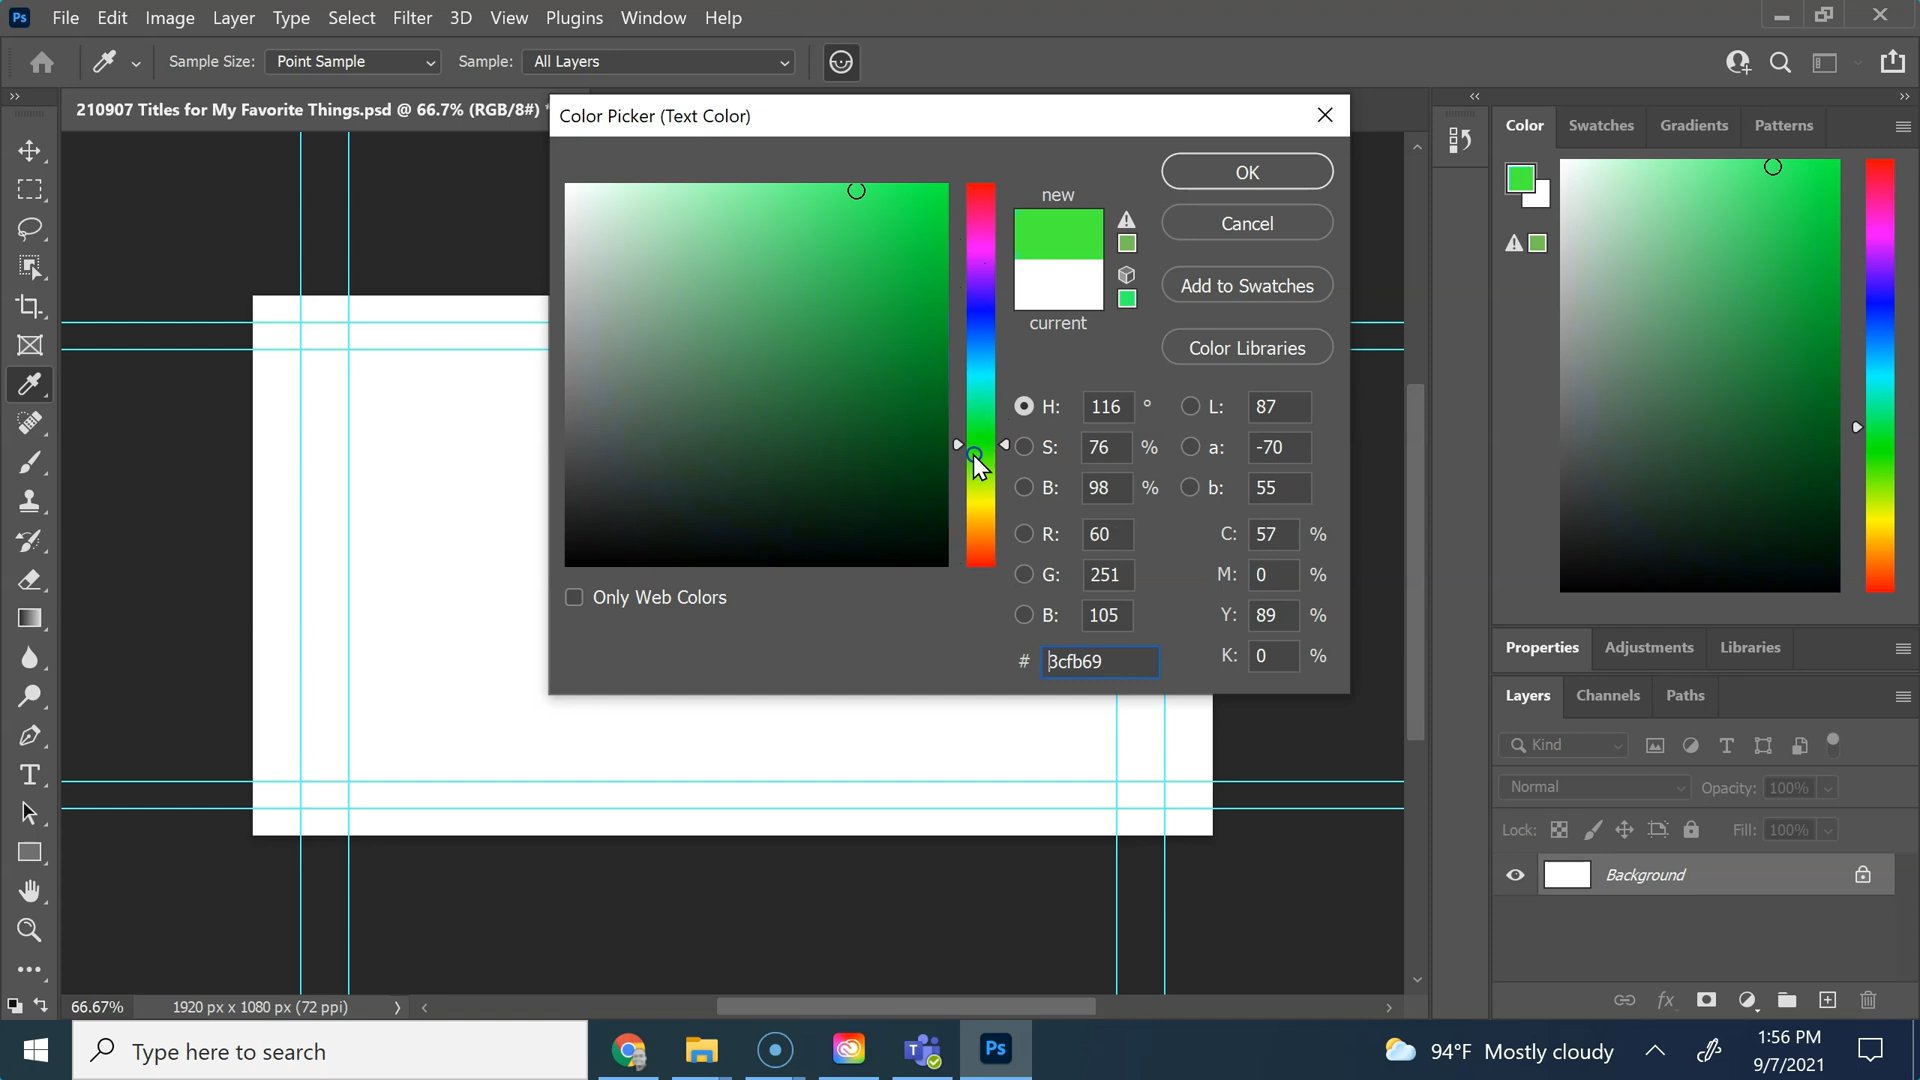 Ps File Edit Image Layer Type Select Filter 3D View Plugins Window Help
Sample Size: Point Sample Sample: All Layers
210907 Titles for My Favorite Things.psd @ 66.7% (RGB/8#) *
Color Picker (Text Color)
new
current
OK
Cancel
Add to Swatches
Color Libraries
H: 116 °
S: 76 %
B: 98 %
L: 87
a: -70
b: 55
R: 60
G: 251
B: 105
# 3cfb69
C: 57 %
M: 0 %
Y: 89 %
K: 0 %
Only Web Colors
Color Swatches Gradients Patterns
Properties Adjustments Libraries
Layers Channels Paths
Kind
Normal Opacity: 100%
Lock: Fill: 100%
Background
fx
66.67% 1920 px x 1080 px (72 ppi)
Type here to search
Ps
94°F Mostly cloudy
1:56 PM
9/7/2021